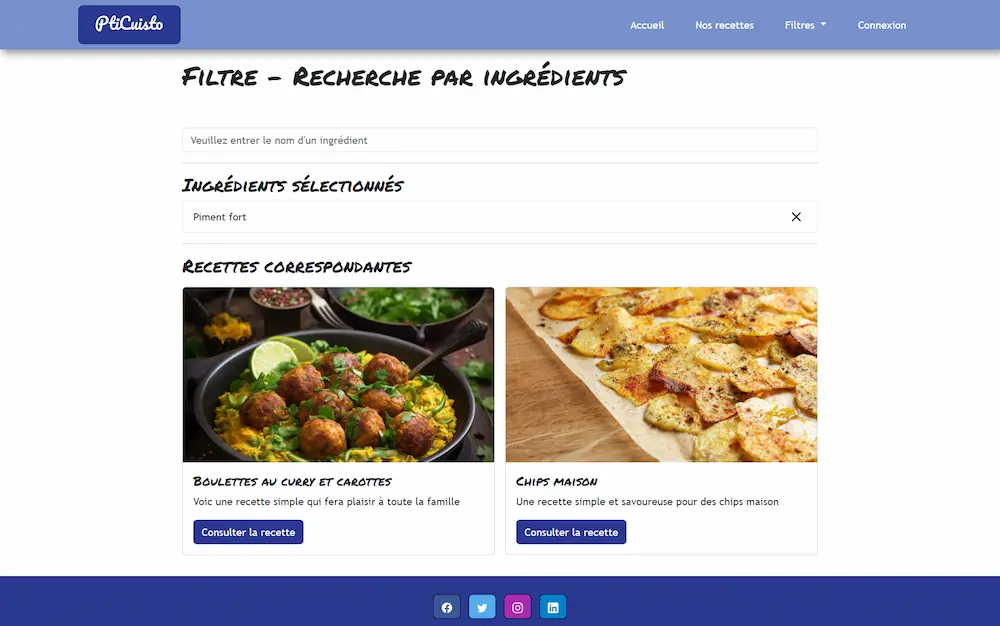 PtiCuisto
Accueil Nos recettes Filtres Connexion
Filtre - Recherche par ingrédients
Veuillez entrer le nom d'un ingrédient
Ingrédients sélectionnés
Piment fort
Recettes correspondantes
Boulettes au curry et carottes
Voic une recette simple qui fera plaisir à toute la famille
Consulter la recette
Chips maison
Une recette simple et savoureuse pour des chips maison
Consulter la recette